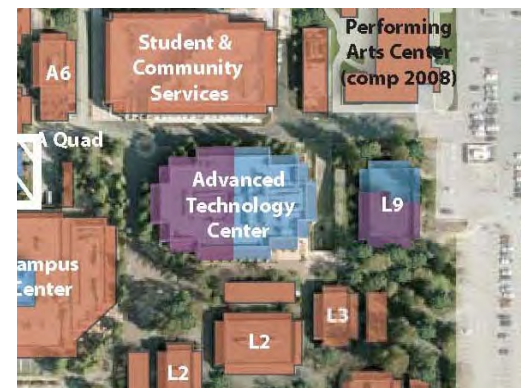 Student &
Community
Services
Performing
Arts Center
(comp 2008)
A6
A Quad
Advanced
Technology
Center
L9
ampus
Center
L3
L2
L2